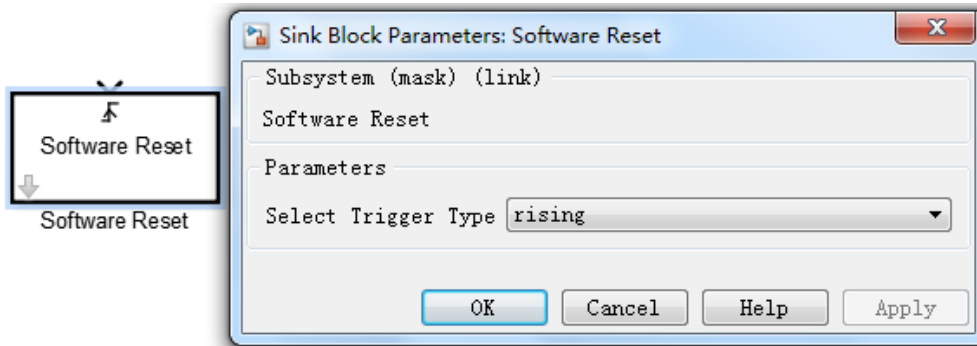 Software Reset
Software Reset
Sink Block Parameters: Software Reset
Subsystem (mask) (link)
Software Reset
Parameters
Select Trigger Type rising
OK Cancel Help Apply